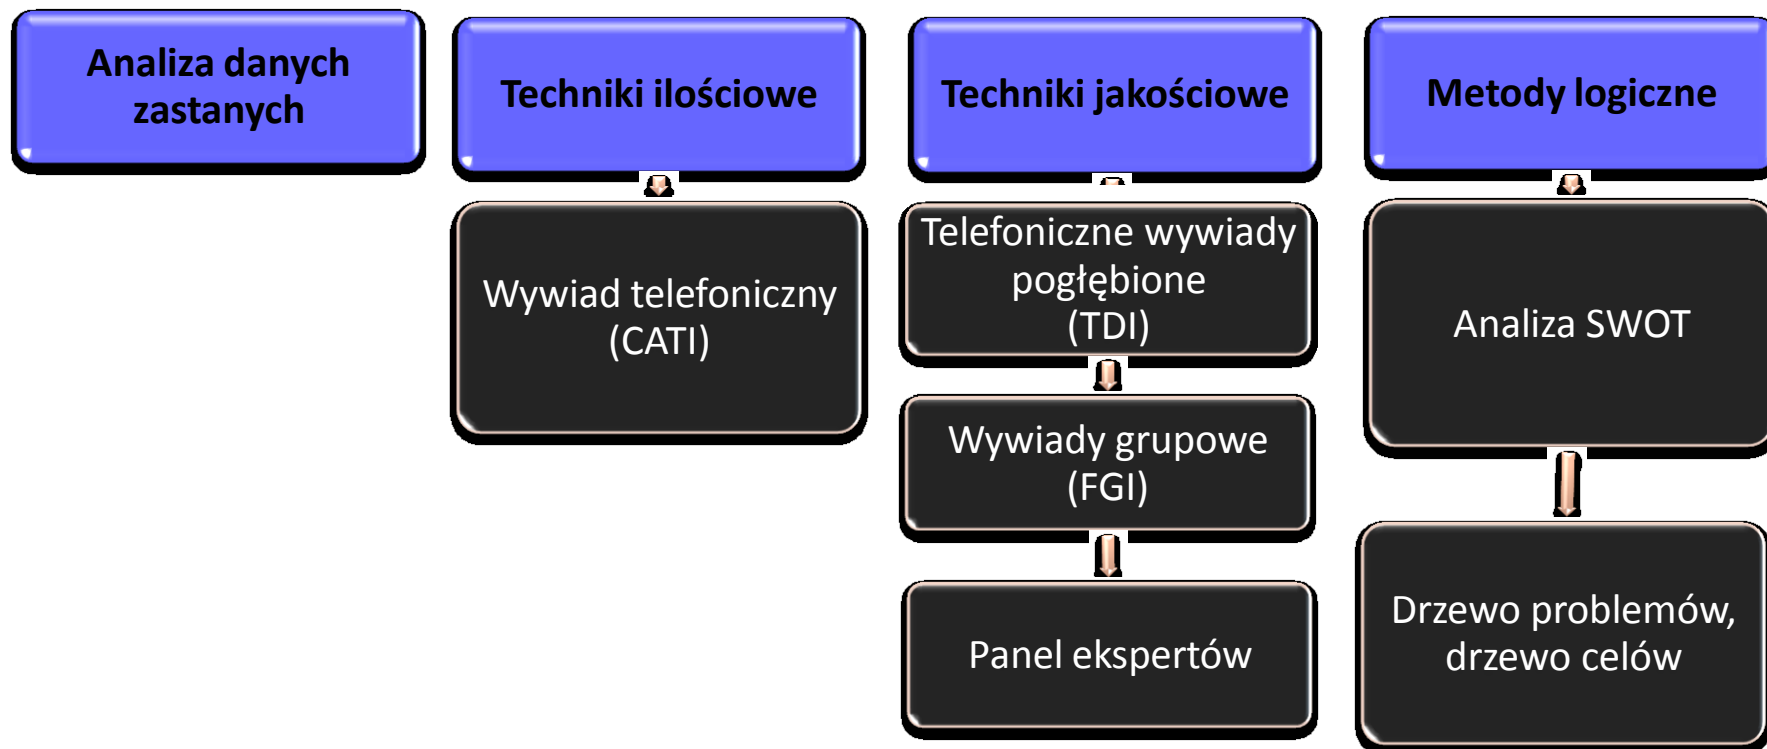 Analiza danych
zastanych
Techniki ilościowe
Wywiad telefoniczny
(CATI)
Techniki jakościowe
Telefoniczne wywiady
pogłębione
(TDI)
Wywiady grupowe
(FGI)
Panel ekspertów
Metody logiczne
Analiza SWOT
Drzewo problemów,
drzewo celów